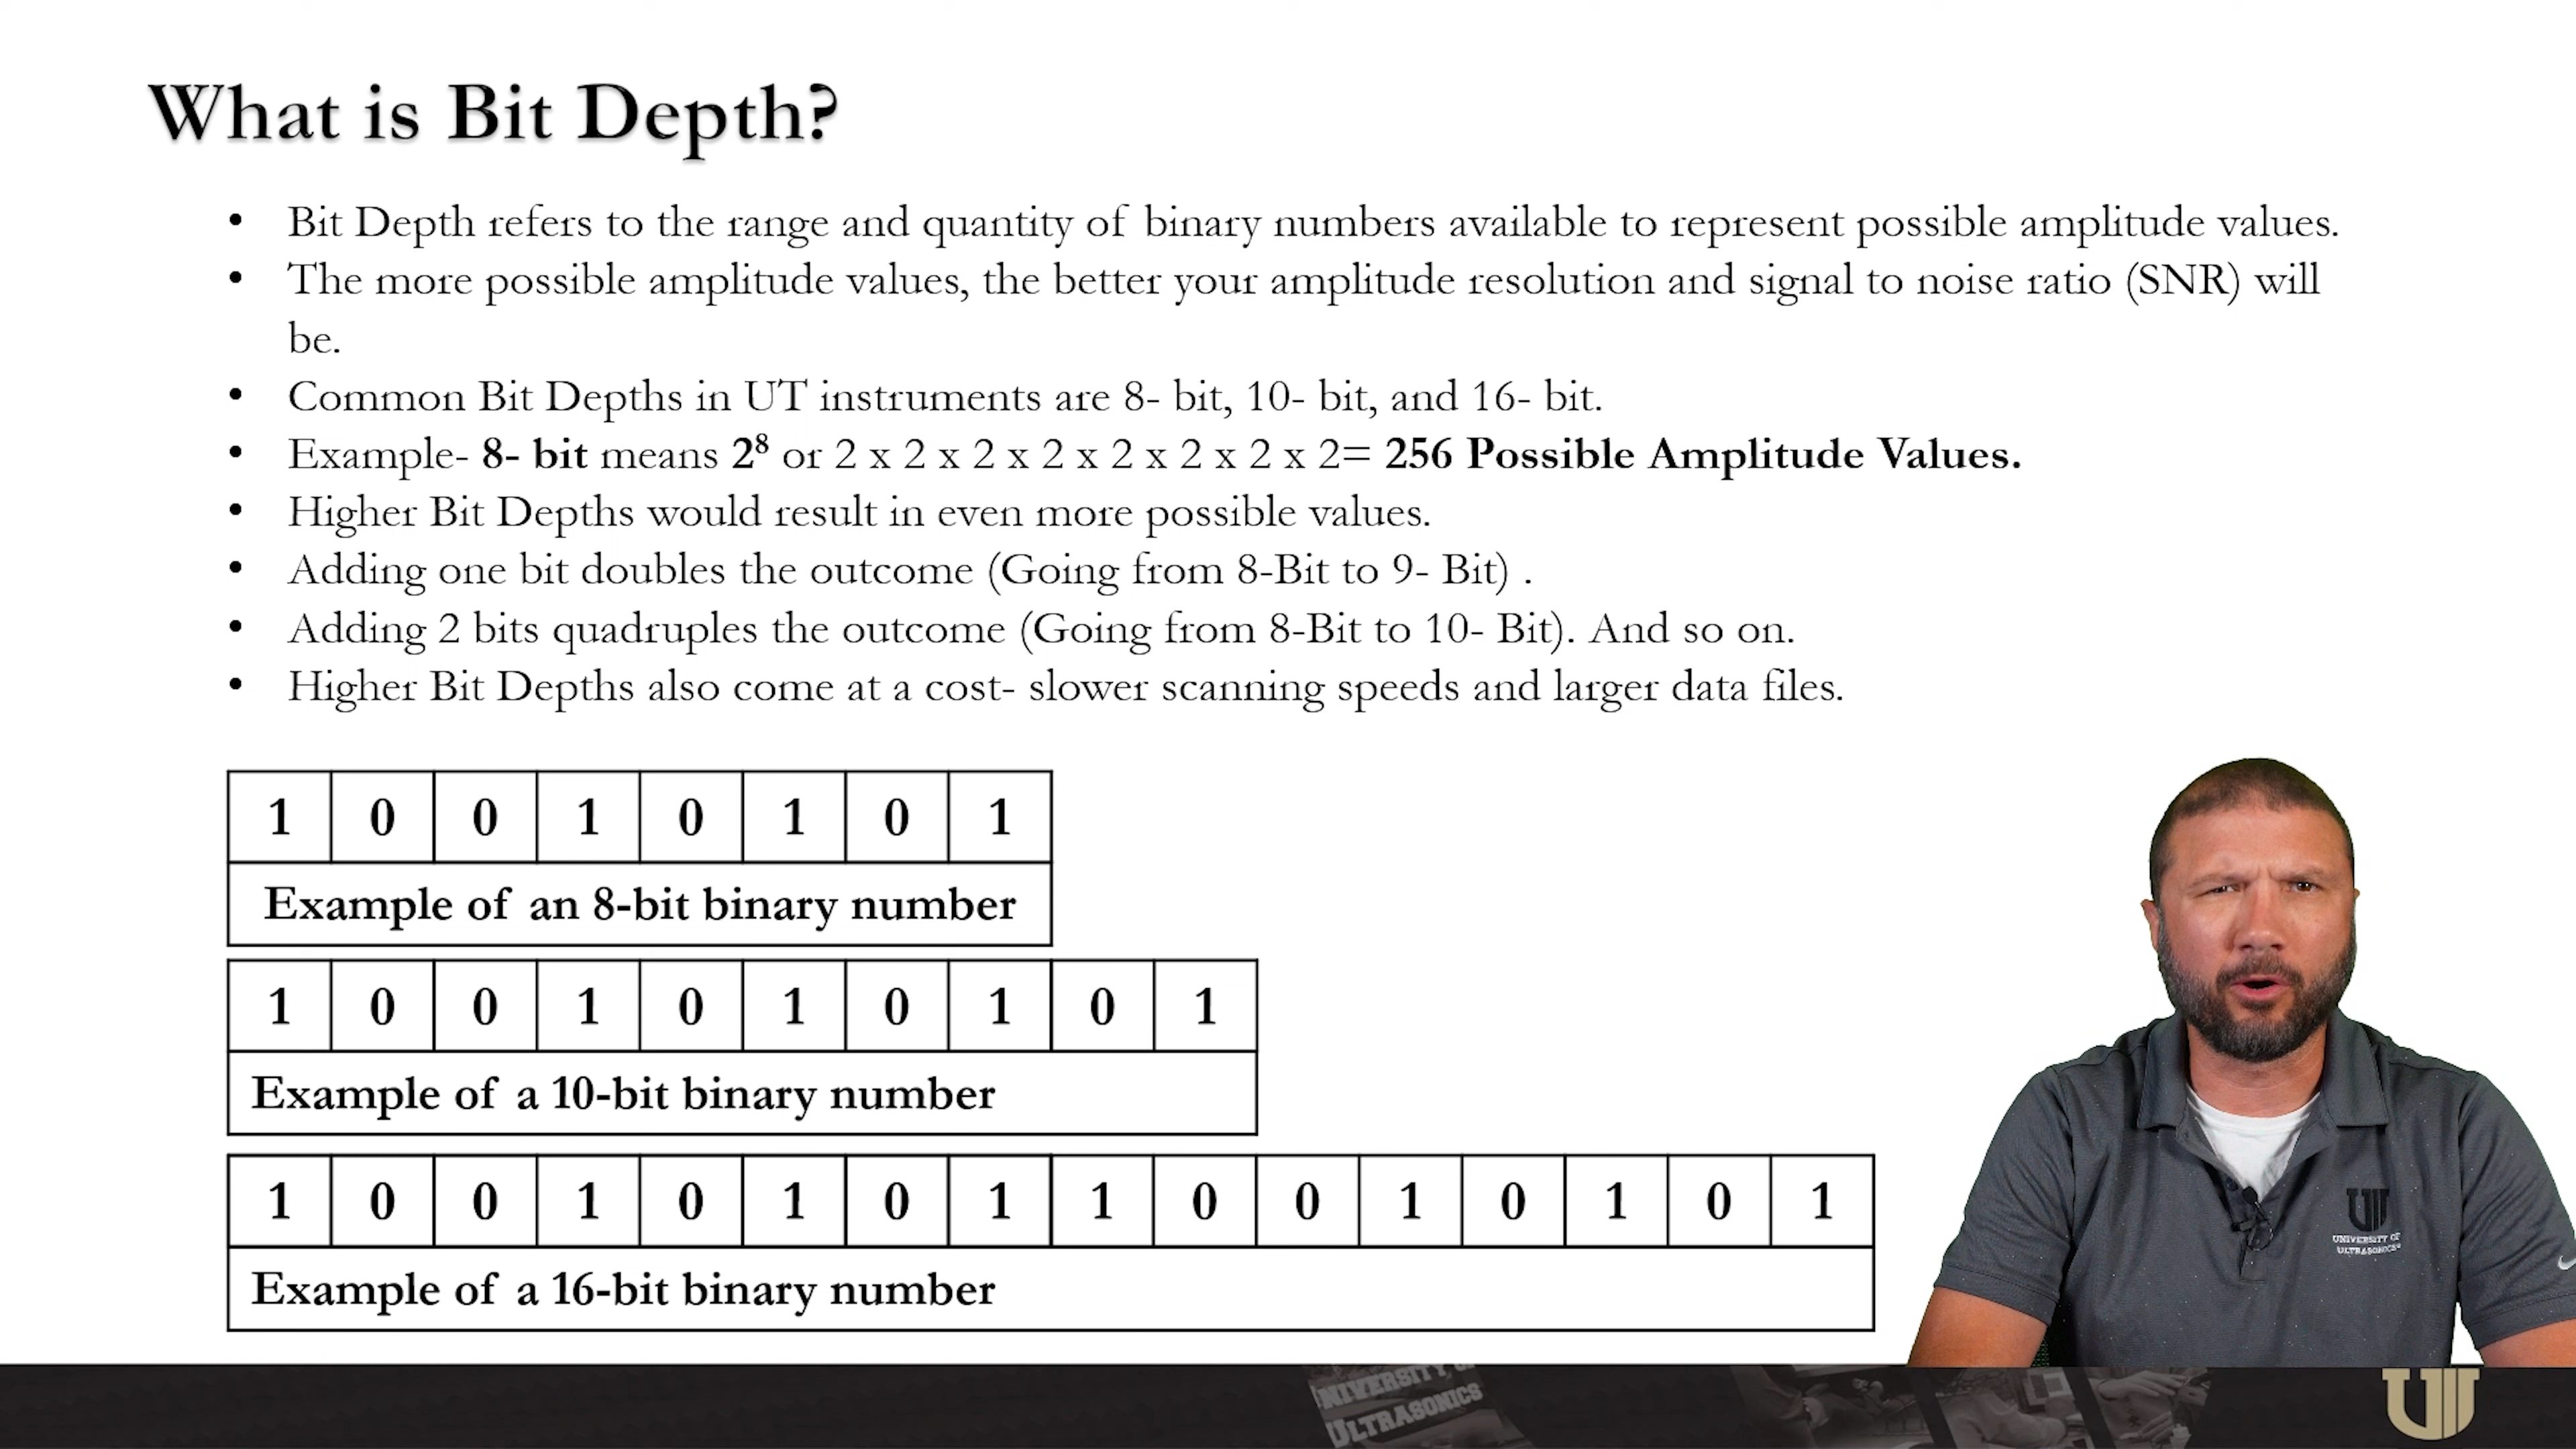 What is Bit Depth?
• Bit Depth refers to the range and quantity of binary numbers available to represent possible amplitude values.
• The more possible amplitude values, the better your amplitude resolution and signal to noise ratio (SNR) will
be.
• Common Bit Depths in UT instruments are 8- bit, 10- bit, and 16- bit.
• Example- 8- bit means 2⁸ or 2 x 2 x 2 x 2 x 2 x 2 x 2 x 2= 256 Possible Amplitude Values.
• Higher Bit Depths would result in even more possible values.
• Adding one bit doubles the outcome (Going from 8-Bit to 9- Bit) .
• Adding 2 bits quadruples the outcome (Going from 8-Bit to 10- Bit). And so on.
• Higher Bit Depths also come at a cost- slower scanning speeds and larger data files.
1 0 0 1 0 1 0 1
Example of an 8-bit binary number
1 0 0 1 0 1 0 1 0 1
Example of a 10-bit binary number
1 0 0 1 0 1 0 1 1 0 0 1 0 1 0 1
Example of a 16-bit binary number
UNIVERSITY OF
ULTRASONICS
ULTRASONICS